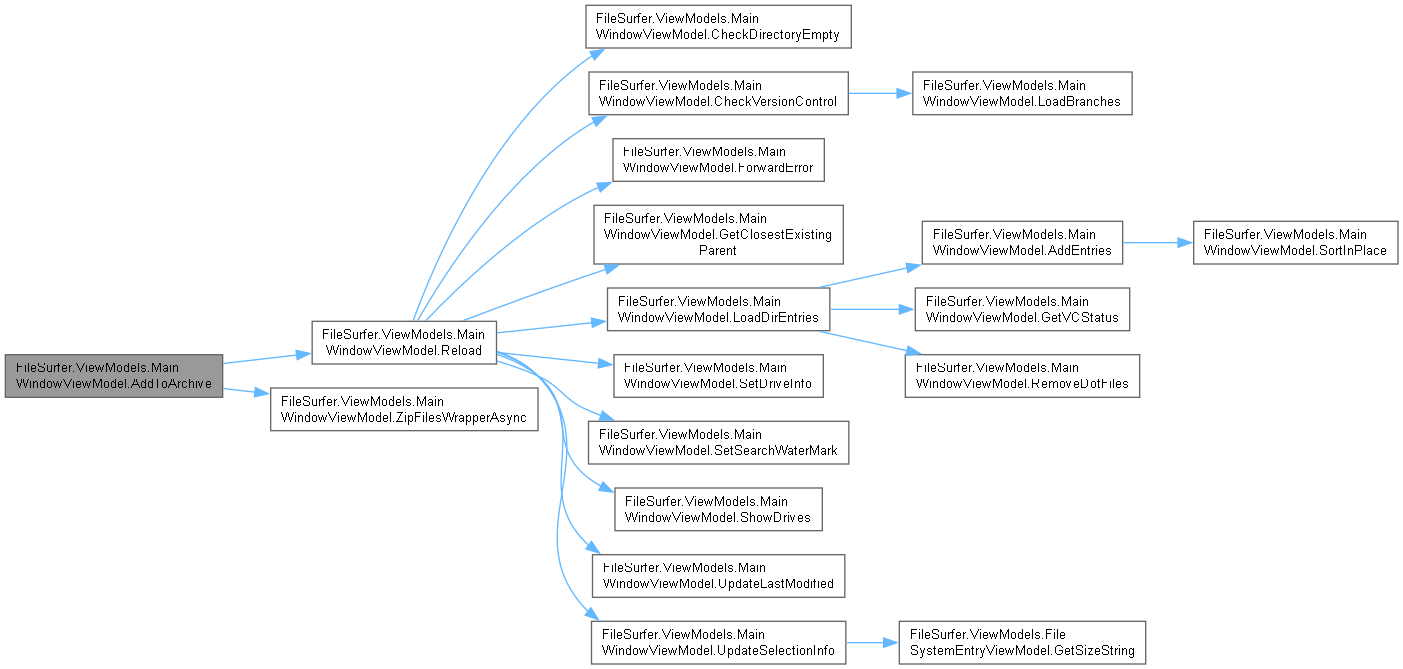 FileSurfer.ViewModels.Main
WindowViewModel.AddToArchive
FileSurfer.ViewModels.Main
WindowViewModel.Reload
FileSurfer.ViewModels.Main
WindowViewModel.ZipFilesWrapperAsync
FileSurfer.ViewModels.Main
WindowViewModel.CheckDirectoryEmpty
FileSurfer.ViewModels.Main
WindowViewModel.CheckVersionControl
FileSurfer.ViewModels.Main
WindowViewModel.LoadBranches
FileSurfer.ViewModels.Main
WindowViewModel.ForwardError
FileSurfer.ViewModels.Main
WindowViewModel.GetClosestExisting
Parent
FileSurfer.ViewModels.Main
WindowViewModel.LoadDirEntries
FileSurfer.ViewModels.Main
WindowViewModel.AddEntries
FileSurfer.ViewModels.Main
WindowViewModel.SortInPlace
FileSurfer.ViewModels.Main
WindowViewModel.GetVCStatus
FileSurfer.ViewModels.Main
WindowViewModel.RemoveDotFiles
FileSurfer.ViewModels.Main
WindowViewModel.SetDriveInfo
FileSurfer.ViewModels.Main
WindowViewModel.SetSearchWaterMark
FileSurfer.ViewModels.Main
WindowViewModel.ShowDrives
FileSurfer.ViewModels.Main
WindowViewModel.UpdateLastModified
FileSurfer.ViewModels.Main
WindowViewModel.UpdateSelectionInfo
FileSurfer.ViewModels.File
SystemEntryViewModel.GetSizeString